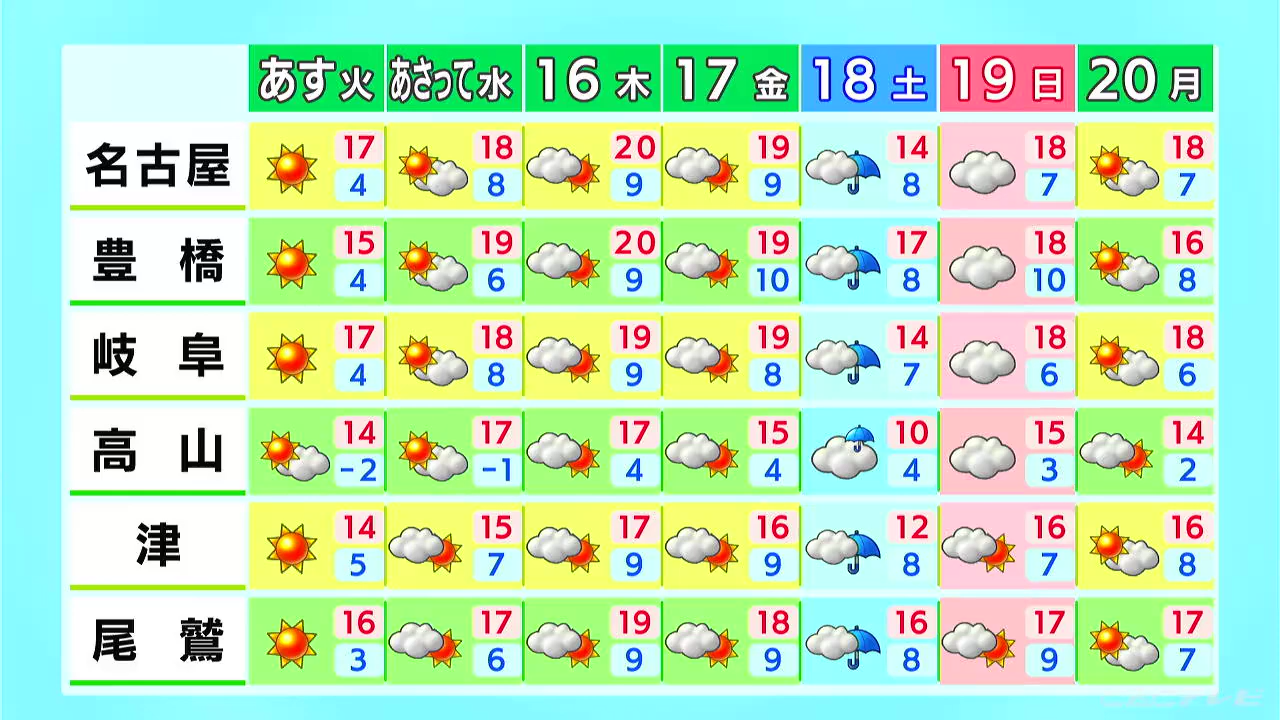 あす火 あさって水 16木 17金 18土 19日 20月
名古屋 17 18 20 19 14 18 18
4 8 9 9 8 7 7
豊橋 15 19 20 19 17 18 16
4 6 9 10 8 10 8
岐阜 17 18 19 19 14 18 18
4 8 9 8 7 6 6
高山 14 17 17 15 10 15 14
-2 -1 4 4 4 3 2
津 14 15 17 16 12 16 16
5 7 9 9 8 7 8
尾鷲 16 17 19 18 16 17 17
3 6 9 9 8 9 7